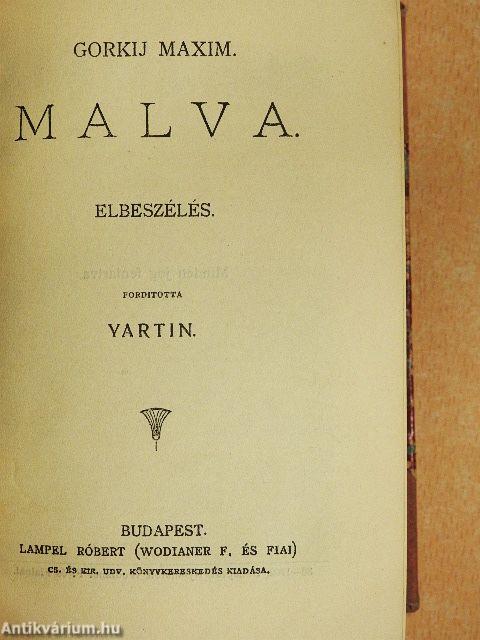 GORKIJ MAXIM.
MALVA.
ELBESZÉLÉS.
FORDITOTTA
YARTIN.
BUDAPEST.
LAMPEL RÓBERT (WODIANER F. ÉS FIAI)
CS. ÉS KIR. UDV. KÖNYVKERESKEDÉS KIADÁSA.
Antikvárium.hu